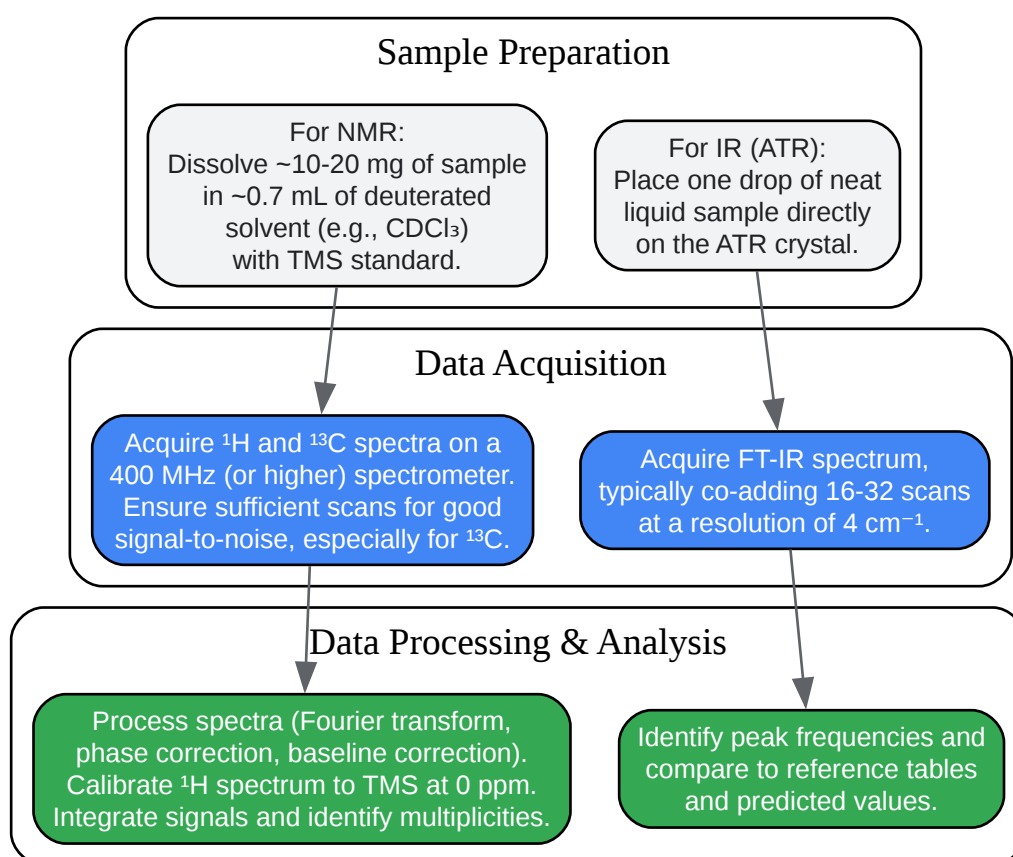 Sample Preparation
For NMR:
Dissolve ~10-20 mg of sample
in ~0.7 mL of deuterated
solvent (e.g., CDCl₃)
with TMS standard.
For IR (ATR):
Place one drop of neat
liquid sample directly
on the ATR crystal.
Data Acquisition
Acquire ¹H and ¹³C spectra on a
400 MHz (or higher) spectrometer.
Ensure sufficient scans for good
signal-to-noise, especially for ¹³C.
Acquire FT-IR spectrum,
typically co-adding 16-32 scans
at a resolution of 4 cm⁻¹.
Data Processing & Analysis
Process spectra (Fourier transform,
phase correction, baseline correction).
Calibrate ¹H spectrum to TMS at 0 ppm.
Integrate signals and identify multiplicities.
Identify peak frequencies and
compare to reference tables
and predicted values.